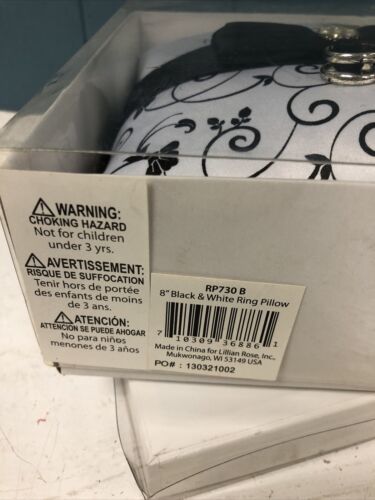 WARNING:
CHOKING HAZARD
Not for children
under 3 yrs.
AVERTISSEMENT:
RISQUE DE SUFFOCATION
Tenir hors de portée
des enfants de moins
de 3 ans.
ATENCIÓN:
ATENCIÓN SE PUEDE AHOGAR
No para niños
menores de 3 años
RP730 B
8" Black & White Ring Pillow
7 10309 36886 1
Made in China for Lillian Rose, Inc.,
Mukwonago, WI 53149 USA
PO# : 130321002